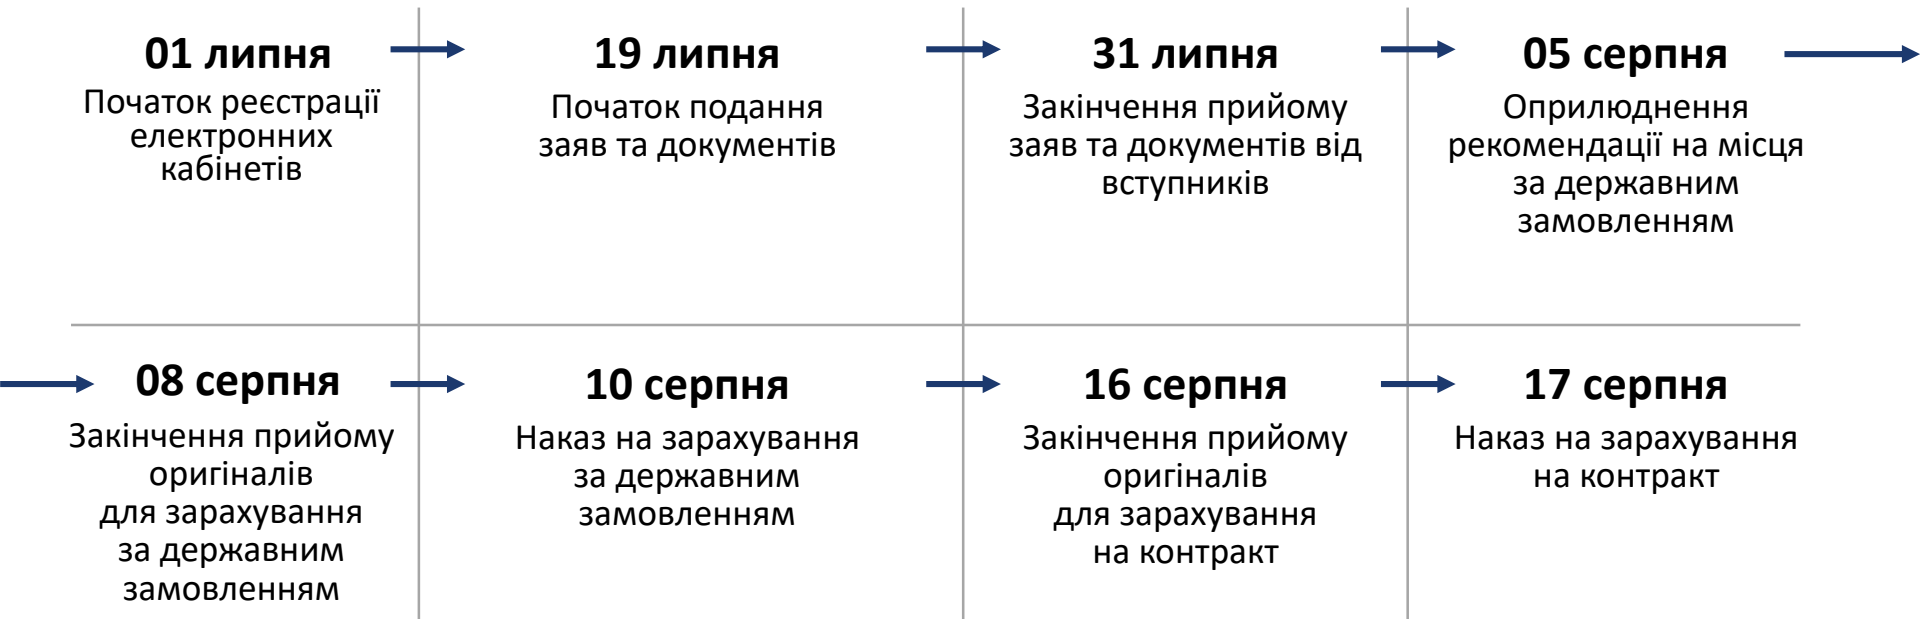 01 липня
Початок реєстрації
електронних
кабінетів
19 липня
Початок подання
заяв та документів
31 липня
Закінчення прийому
заяв та документів від
вступників
05 серпня
Оприлюднення
рекомендації на місця
за державним
замовленням
08 серпня
Закінчення прийому
оригіналів
для зарахування
за державним
замовленням
10 серпня
Наказ на зарахування
за державним
замовленням
16 серпня
Закінчення прийому
оригіналів
для зарахування
на контракт
17 серпня
Наказ на зарахування
на контракт